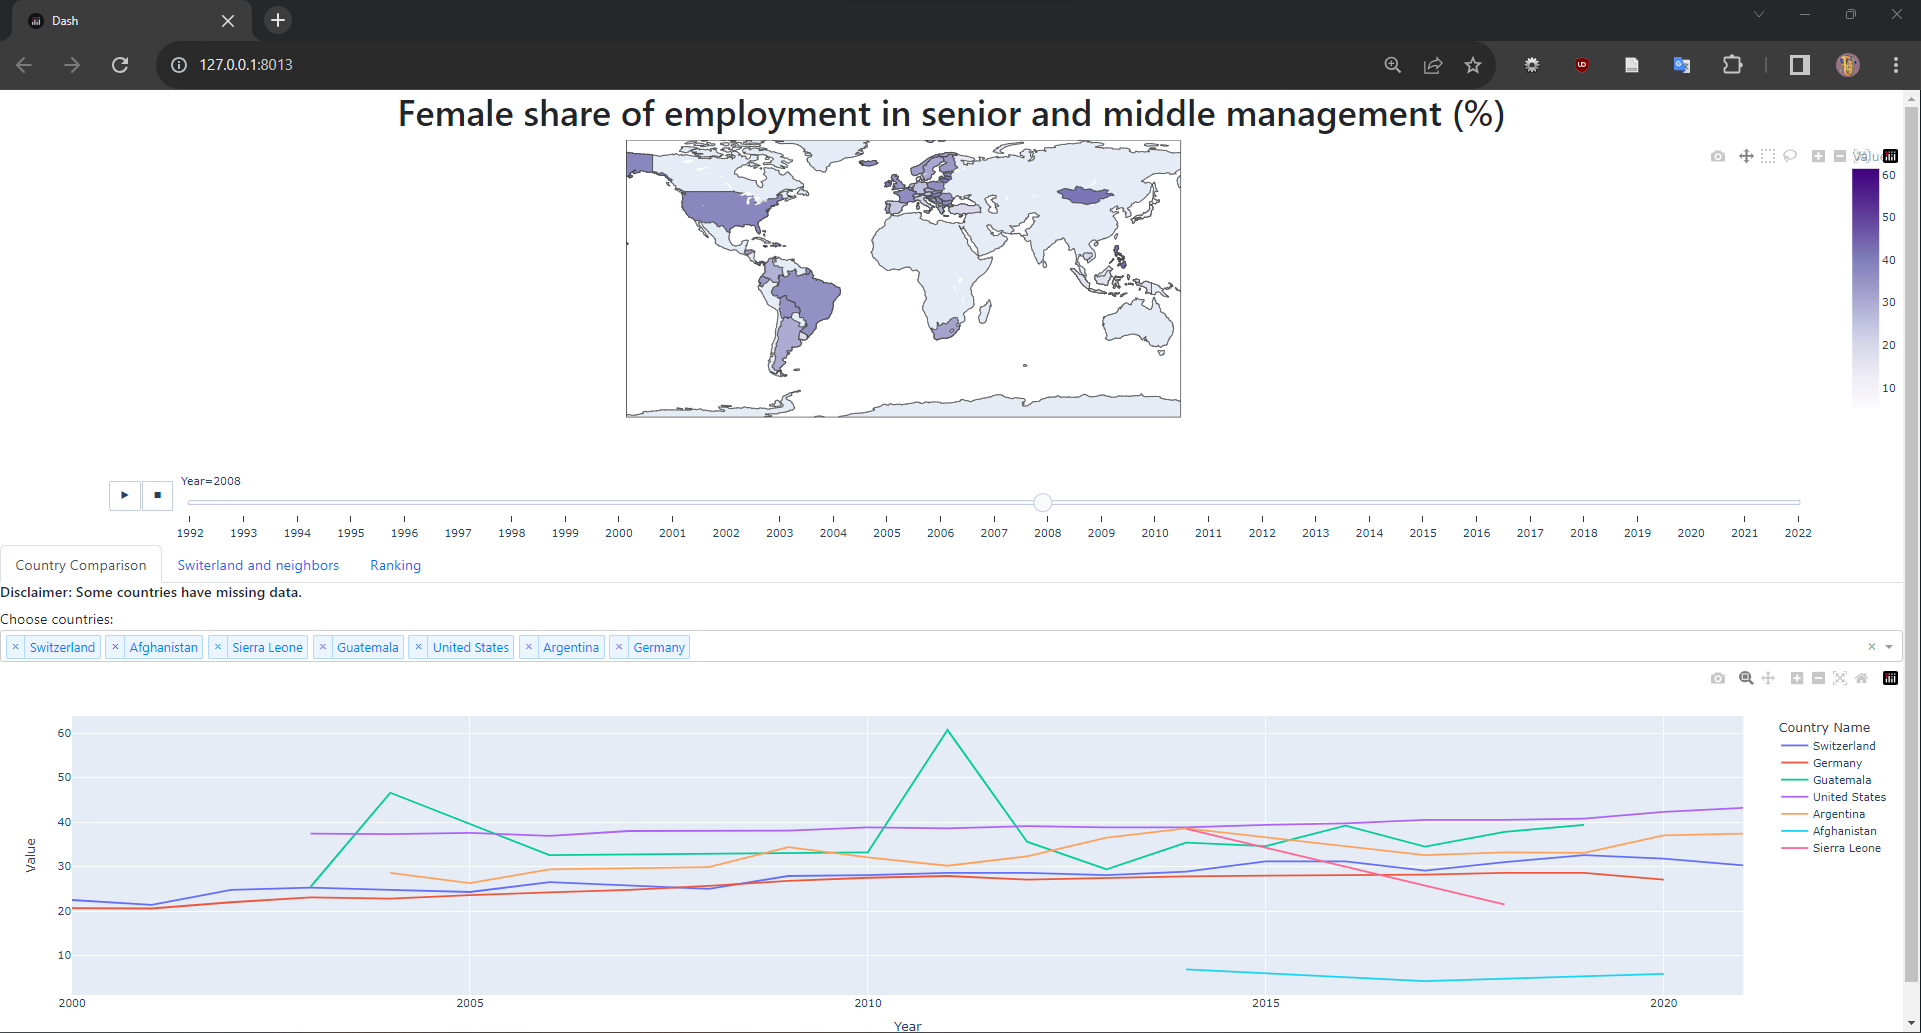 Dash
127.0.0.1:8013
Female share of employment in senior and middle management (%)
Value
60
50
40
30
20
10
Year=2008
1992 1993 1994 1995 1996 1997 1998 1999 2000 2001 2002 2003 2004 2005 2006 2007 2008 2009 2010 2011 2012 2013 2014 2015 2016 2017 2018 2019 2020 2021 2022
Country Comparison Switerland and neighbors Ranking
Disclaimer: Some countries have missing data.
Choose countries:
× Switzerland × Afghanistan × Sierra Leone × Guatemala × United States × Argentina × Germany
Country Name
Switzerland
Germany
Guatemala
United States
Argentina
Afghanistan
Sierra Leone
60
50
40
30
20
10
Value
2000 2005 2010 2015 2020
Year